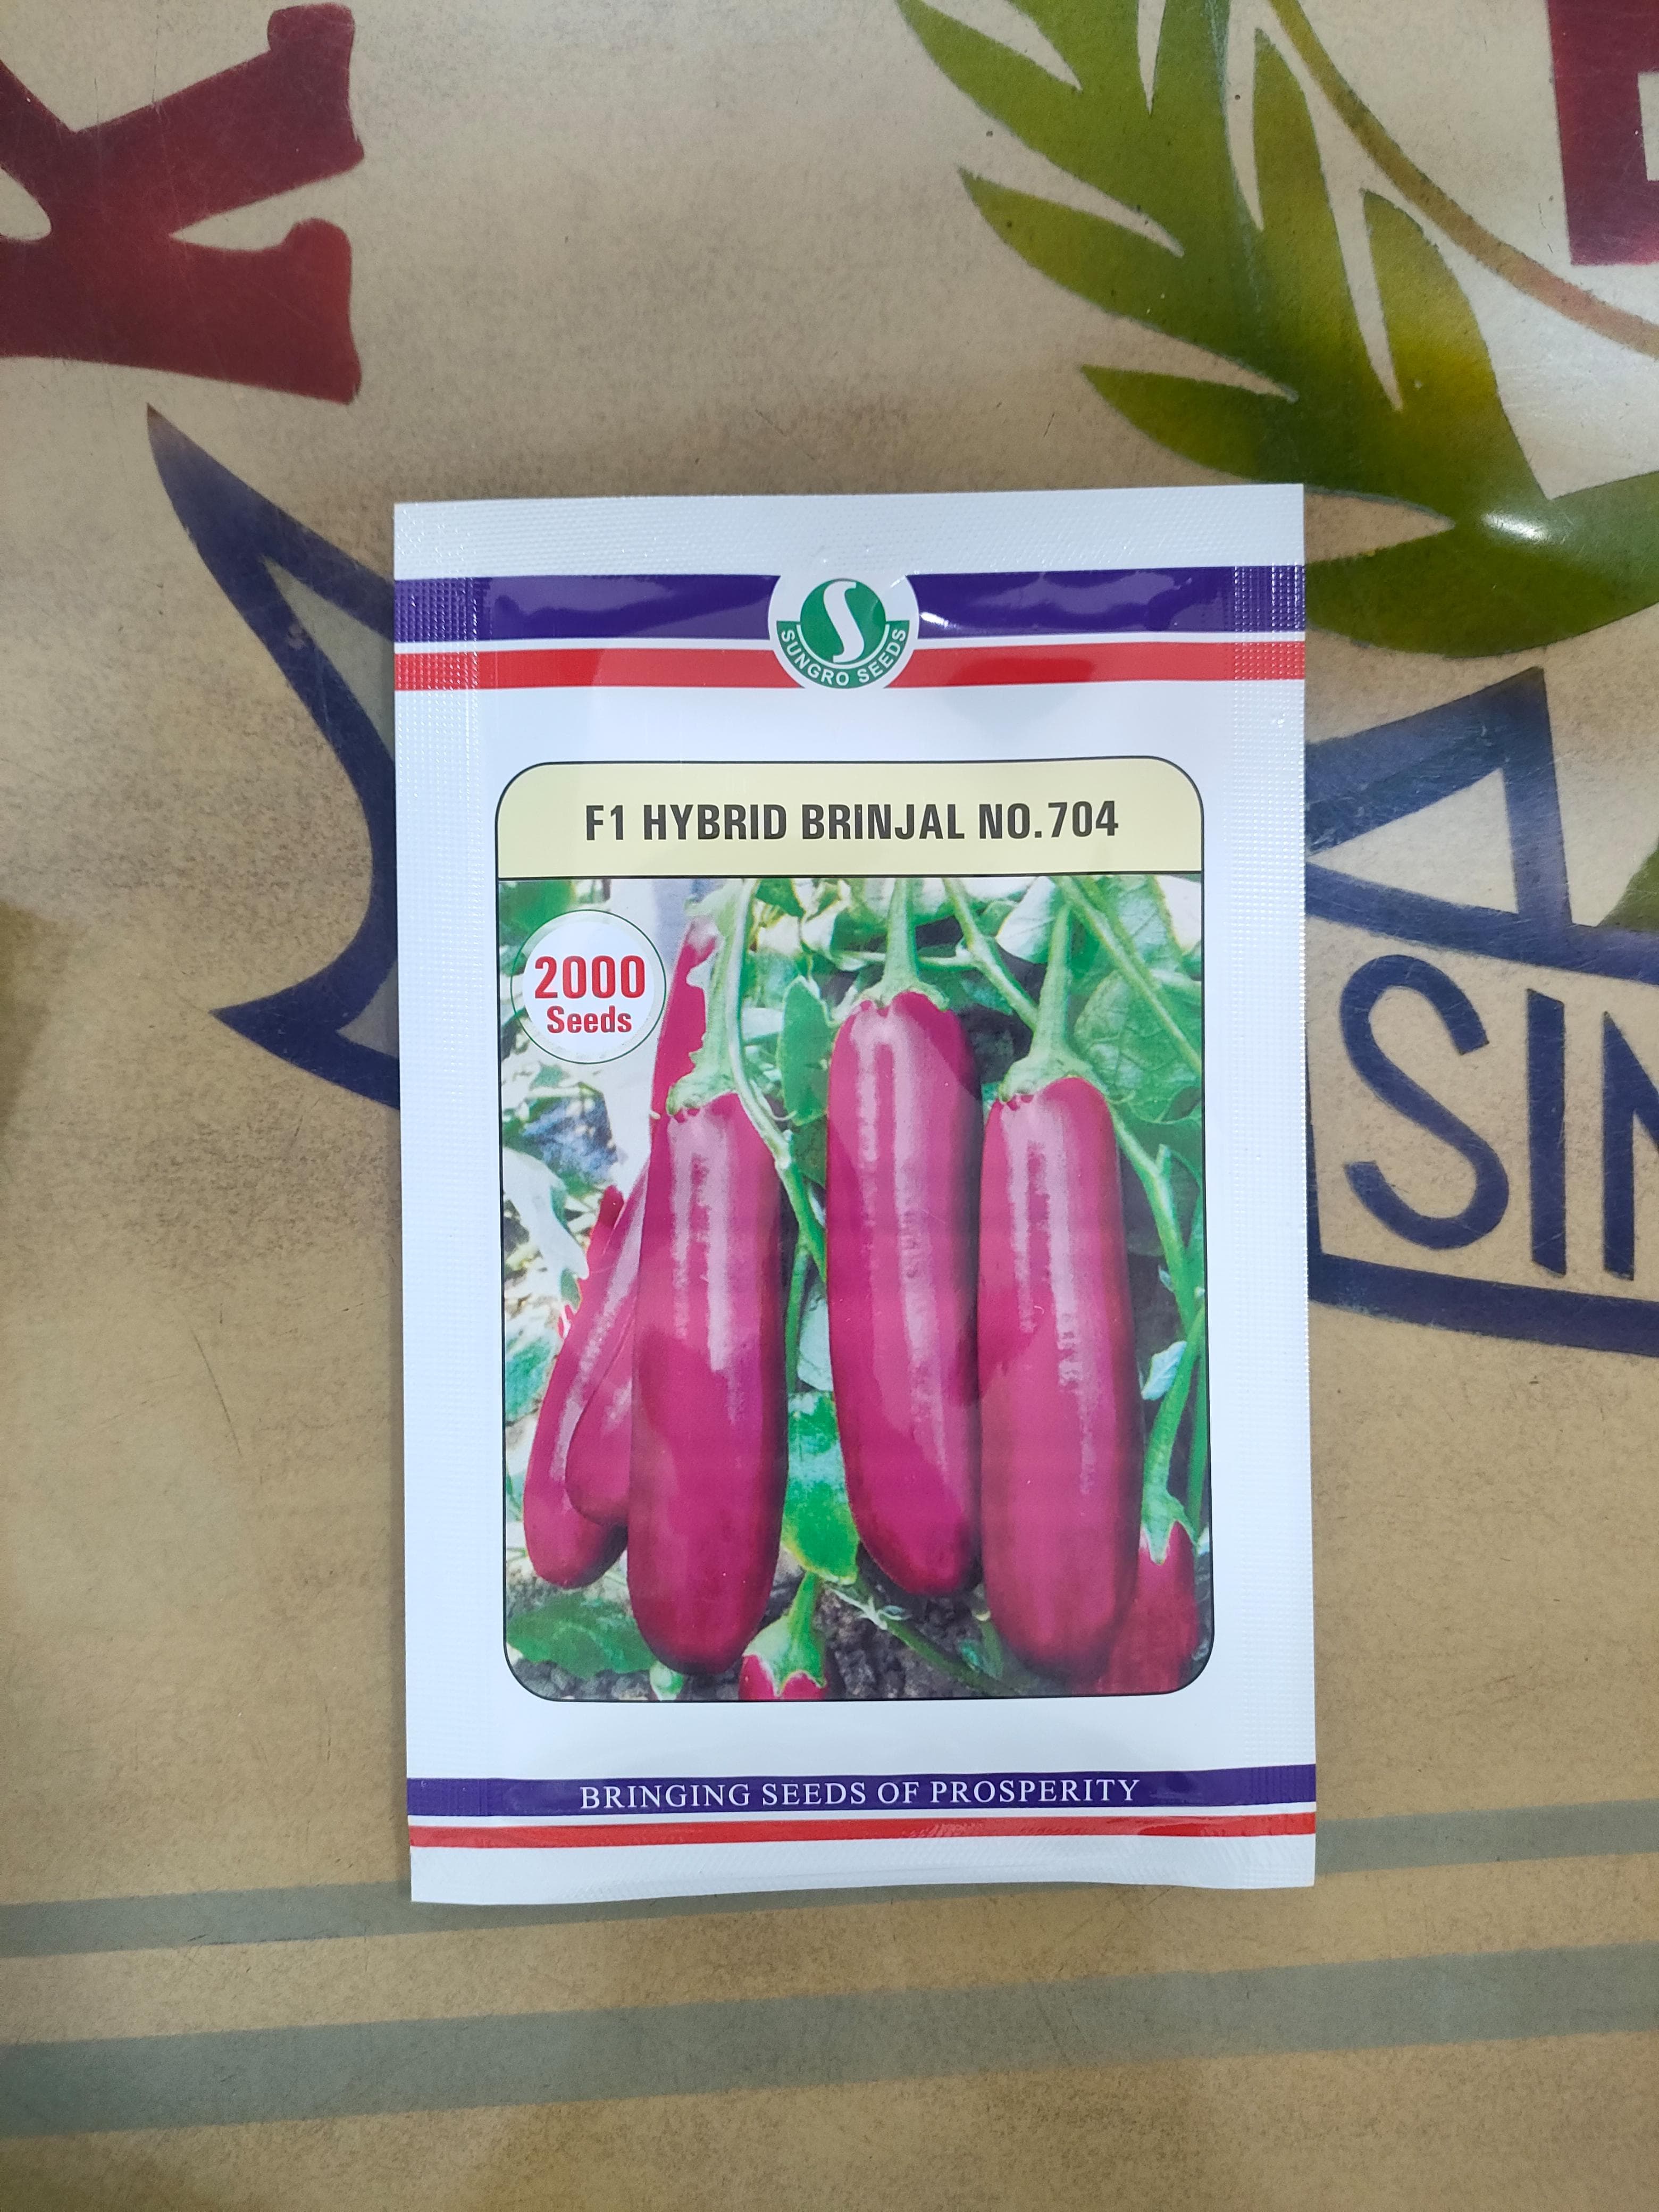 K
SUNGRO SEEDS
F1 HYBRID BRINJAL NO.704
2000
Seeds
SIN
BRINGING SEEDS OF PROSPERITY